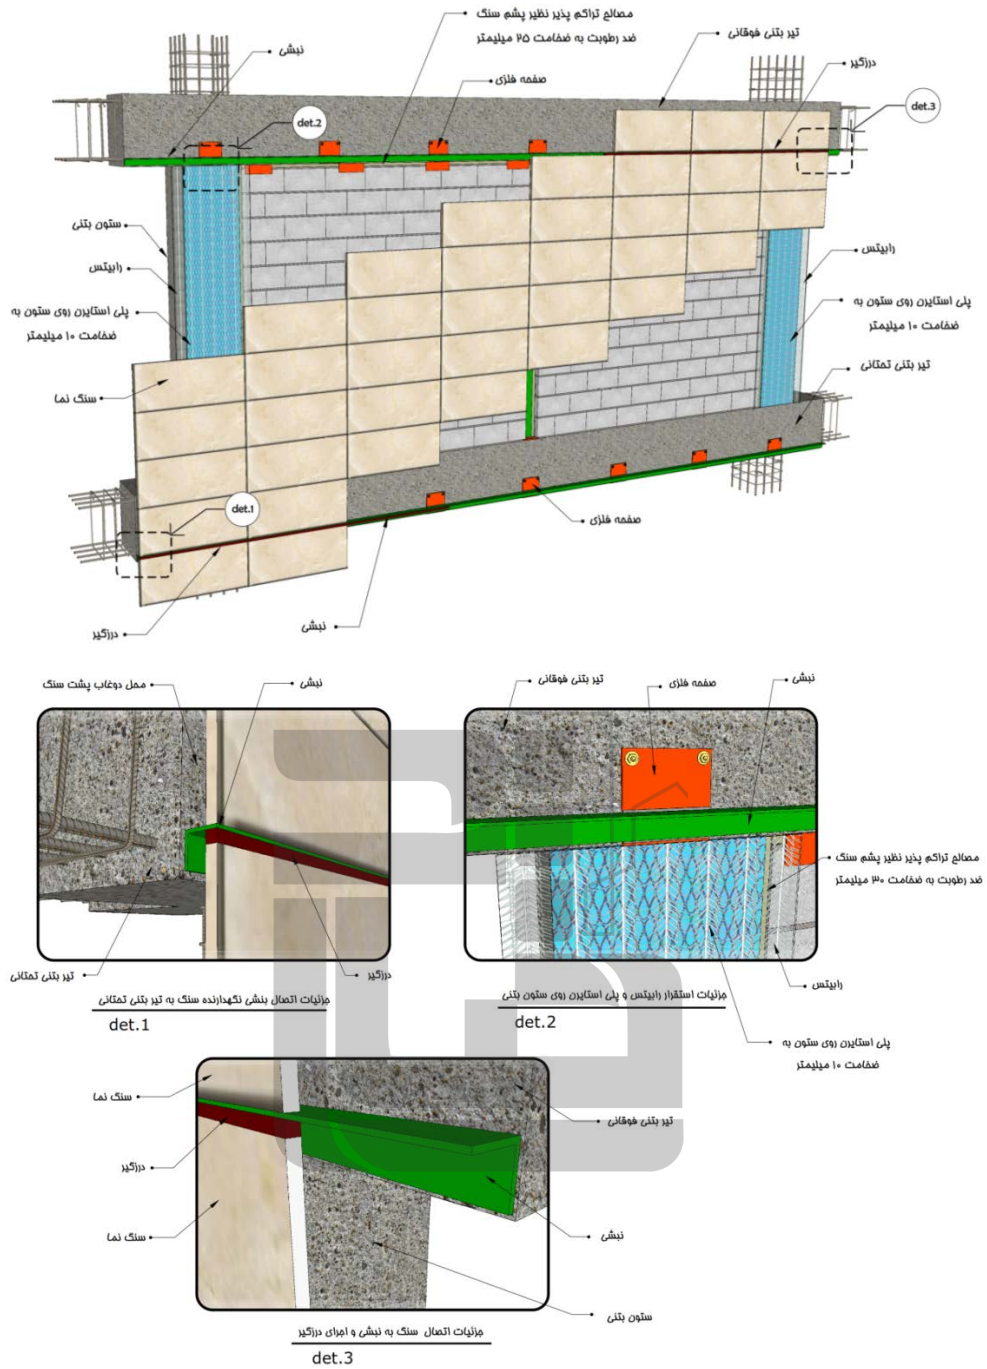 مصالح تراکم پذیر نظیر پشم سنگ
ضد رطوبت به ضخامت ۲۵ میلیمتر
تیر بتنی فوقانی
نبشی
درزگیر
صفحه فلزی
det.2
det.3
ستون بتنی
رابیتس
رابیتس
پلی استایرن روی ستون به
ضخامت ۱۰ میلیمتر
پلی استایرن روی ستون به
ضخامت ۱۰ میلیمتر
تیر بتنی تحتانی
سنگ نما
det.1
صفحه فلزی
نبشی
درزگیر
محل دوغاب پشت سنگ
نبشی
تیر بتنی تحتانی
درزگیر
جزئیات اتصال بنشی نگهدارنده سنگ به تیر بتنی تحتانی
det.1
تیر بتنی فوقانی
صفحه فلزی
نبشی
مصالح تراکم پذیر نظیر پشم سنگ
ضد رطوبت به ضخامت ۳۰ میلیمتر
رابیتس
جزئیات استقرار رابیتس و پلی استایرن روی ستون بتنی
det.2
پلی استایرن روی ستون به
ضخامت ۱۰ میلیمتر
سنگ نما
تیر بتنی فوقانی
درزگیر
سنگ نما
نبشی
ستون بتنی
جزئیات اتصال سنگ به نبشی و اجرای درزگیر
det.3